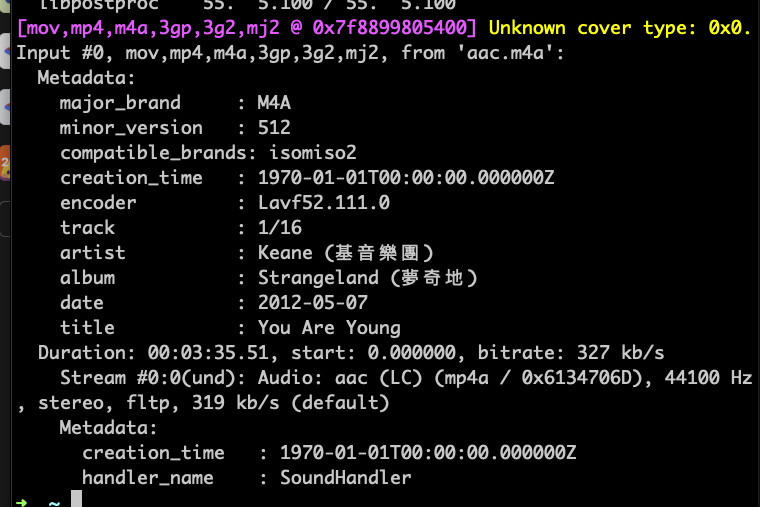 libpostproc    55.  5.100 / 55.  5.100
[mov,mp4,m4a,3gp,3g2,mj2 @ 0x7f8899805400] Unknown cover type: 0x0.
Input #0, mov,mp4,m4a,3gp,3g2,mj2, from 'aac.m4a':
  Metadata:
    major_brand     : M4A
    minor_version   : 512
    compatible_brands: isomiso2
    creation_time   : 1970-01-01T00:00:00.000000Z
    encoder         : Lavf52.111.0
    track           : 1/16
    artist          : Keane (基音樂團)
    album           : Strangeland (夢奇地)
    date            : 2012-05-07
    title           : You Are Young
  Duration: 00:03:35.51, start: 0.000000, bitrate: 327 kb/s
    Stream #0:0(und): Audio: aac (LC) (mp4a / 0x6134706D), 44100 Hz
, stereo, fltp, 319 kb/s (default)
    Metadata:
      creation_time   : 1970-01-01T00:00:00.000000Z
      handler_name    : SoundHandler
➜  ~